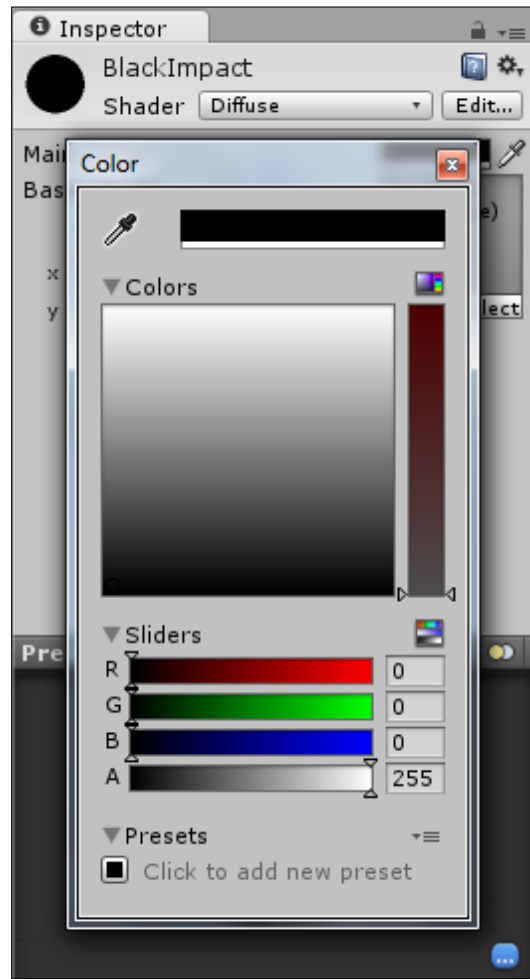 Inspector
BlackImpact
Shader Diffuse Edit...
Color
Colors
x
y
Sliders
R 0
G 0
B 0
A 255
Presets
Click to add new preset